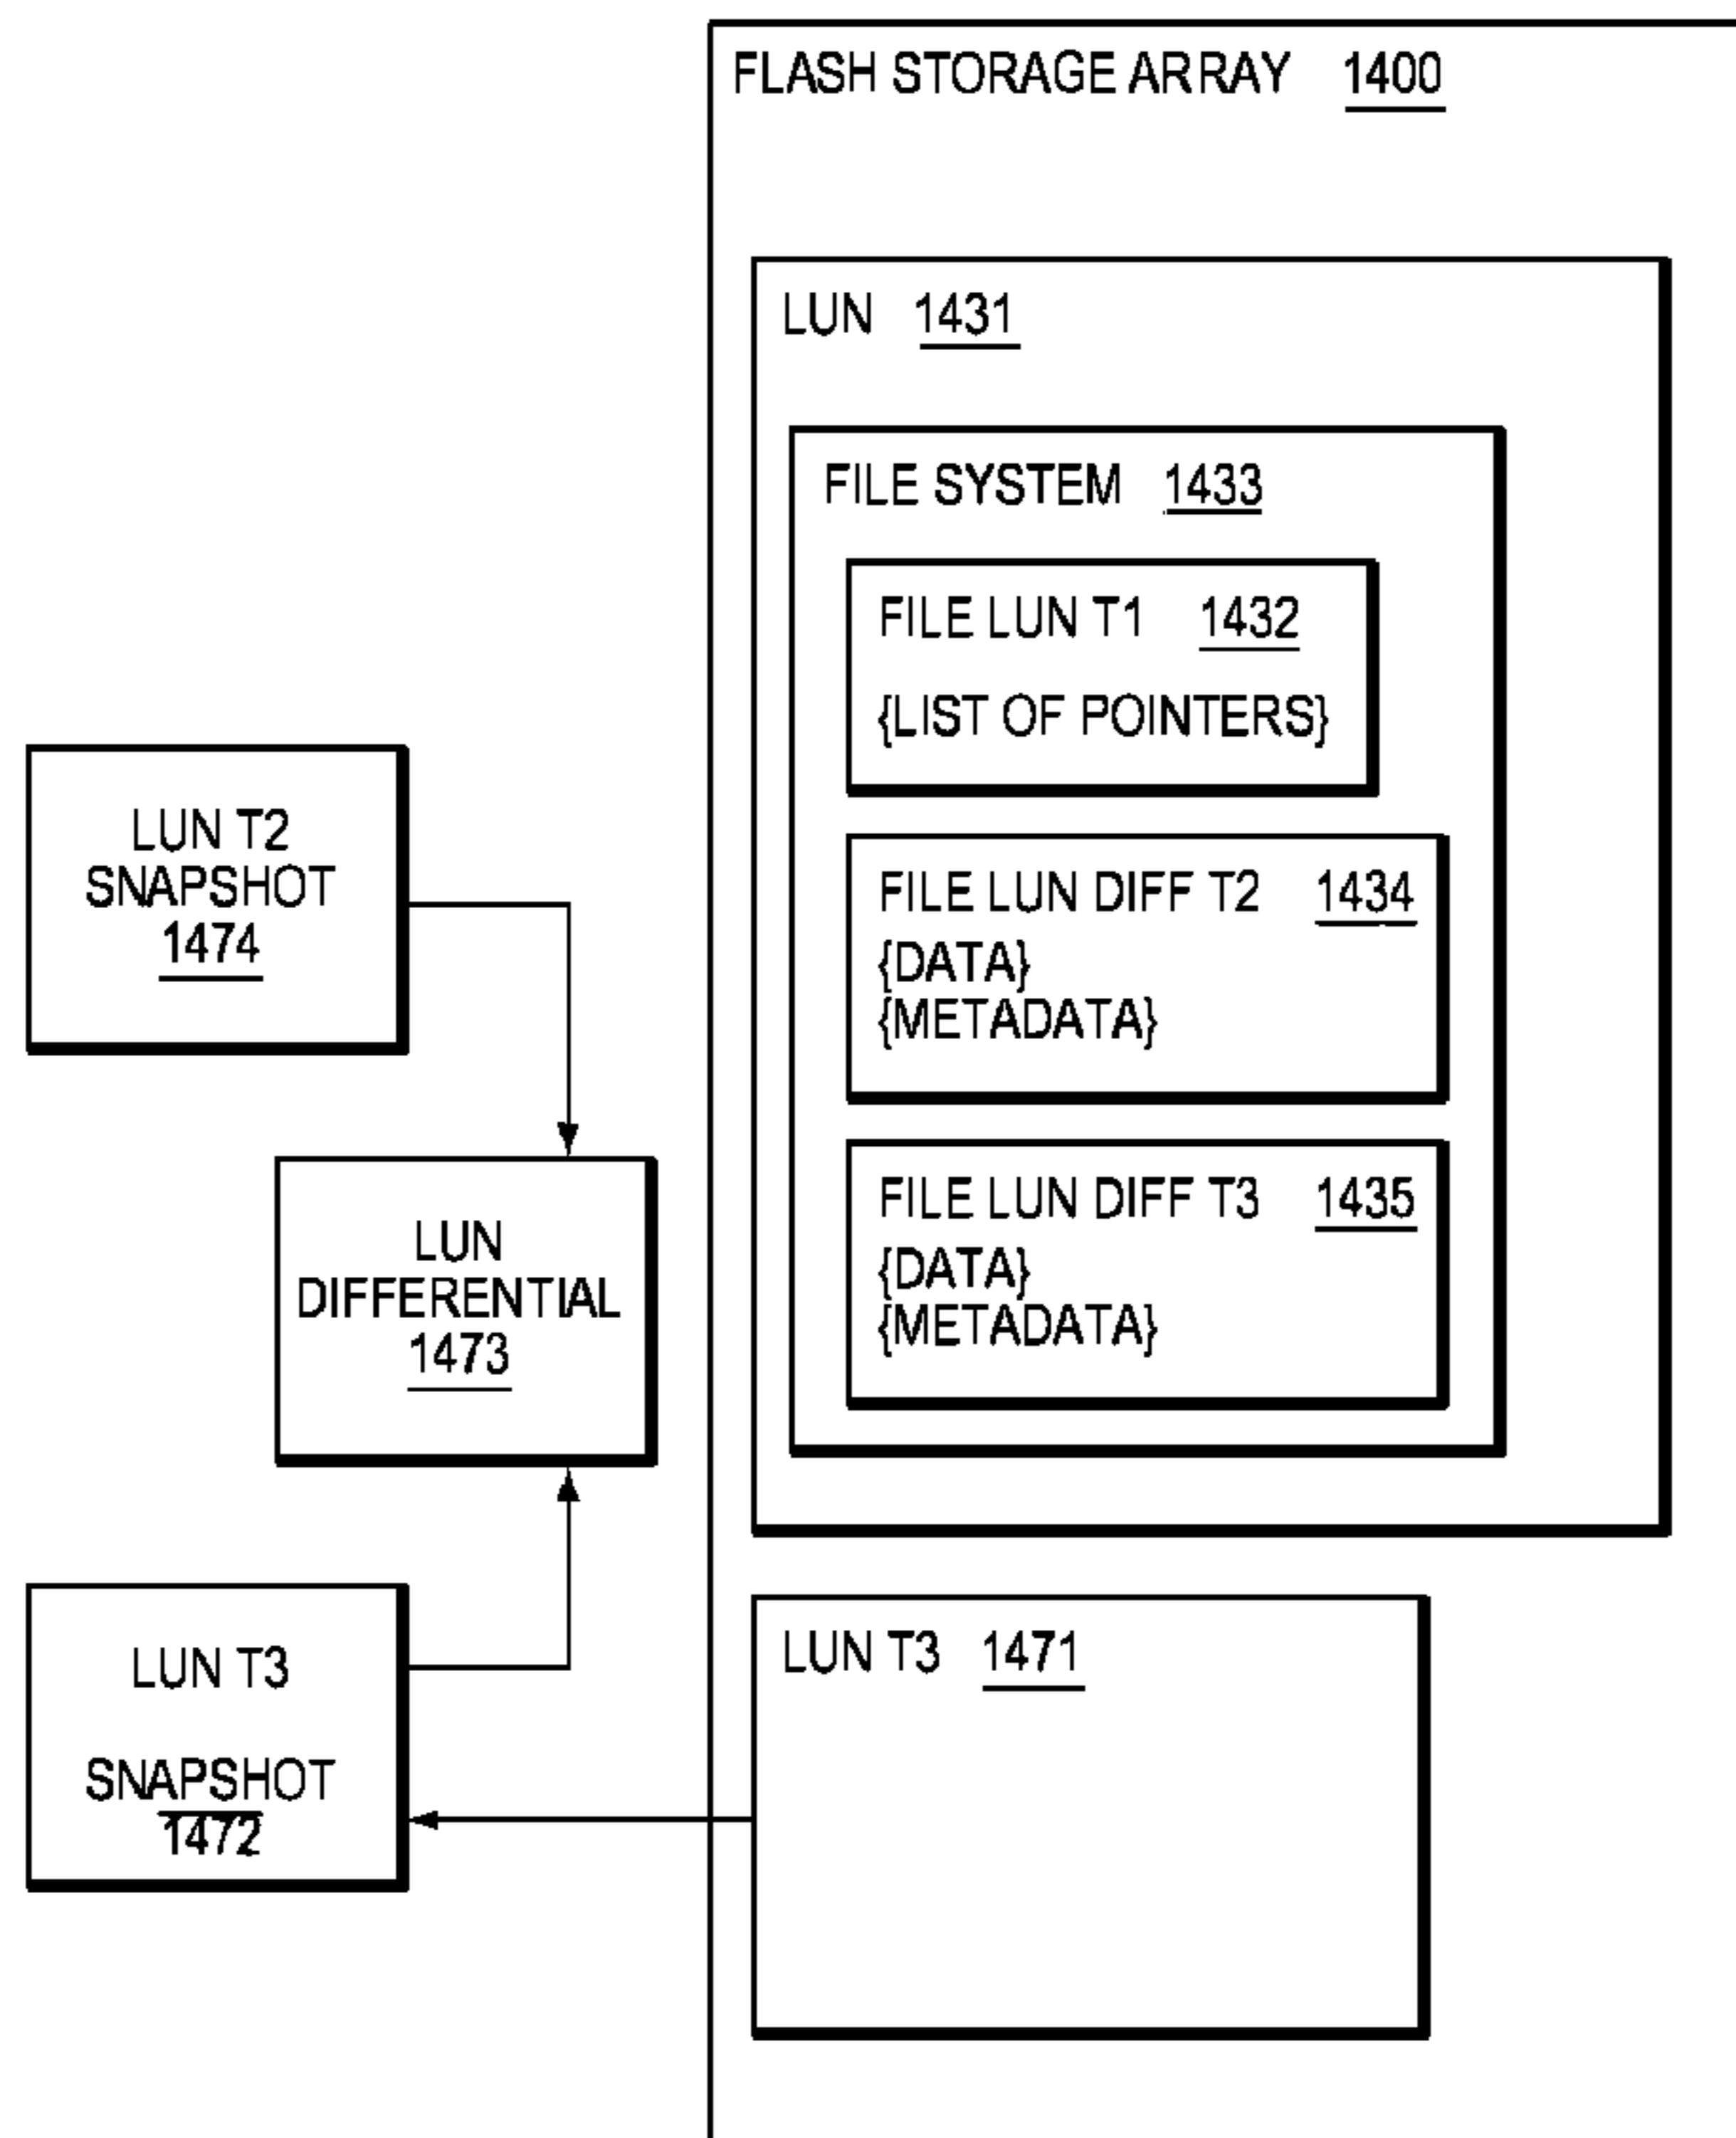 FLASH STORAGE ARRAY 1400
LUN 1431
FILE SYSTEM 1433
FILE LUN T1 1432
{LIST OF POINTERS}
FILE LUN DIFF T2 1434
{DATA}
{METADATA}
FILE LUN DIFF T3 1435
{DATA}
{METADATA}
LUN T2
SNAPSHOT
1474
LUN
DIFFERENTIAL
1473
LUN T3
SNAPSHOT
1472
LUN T3 1471